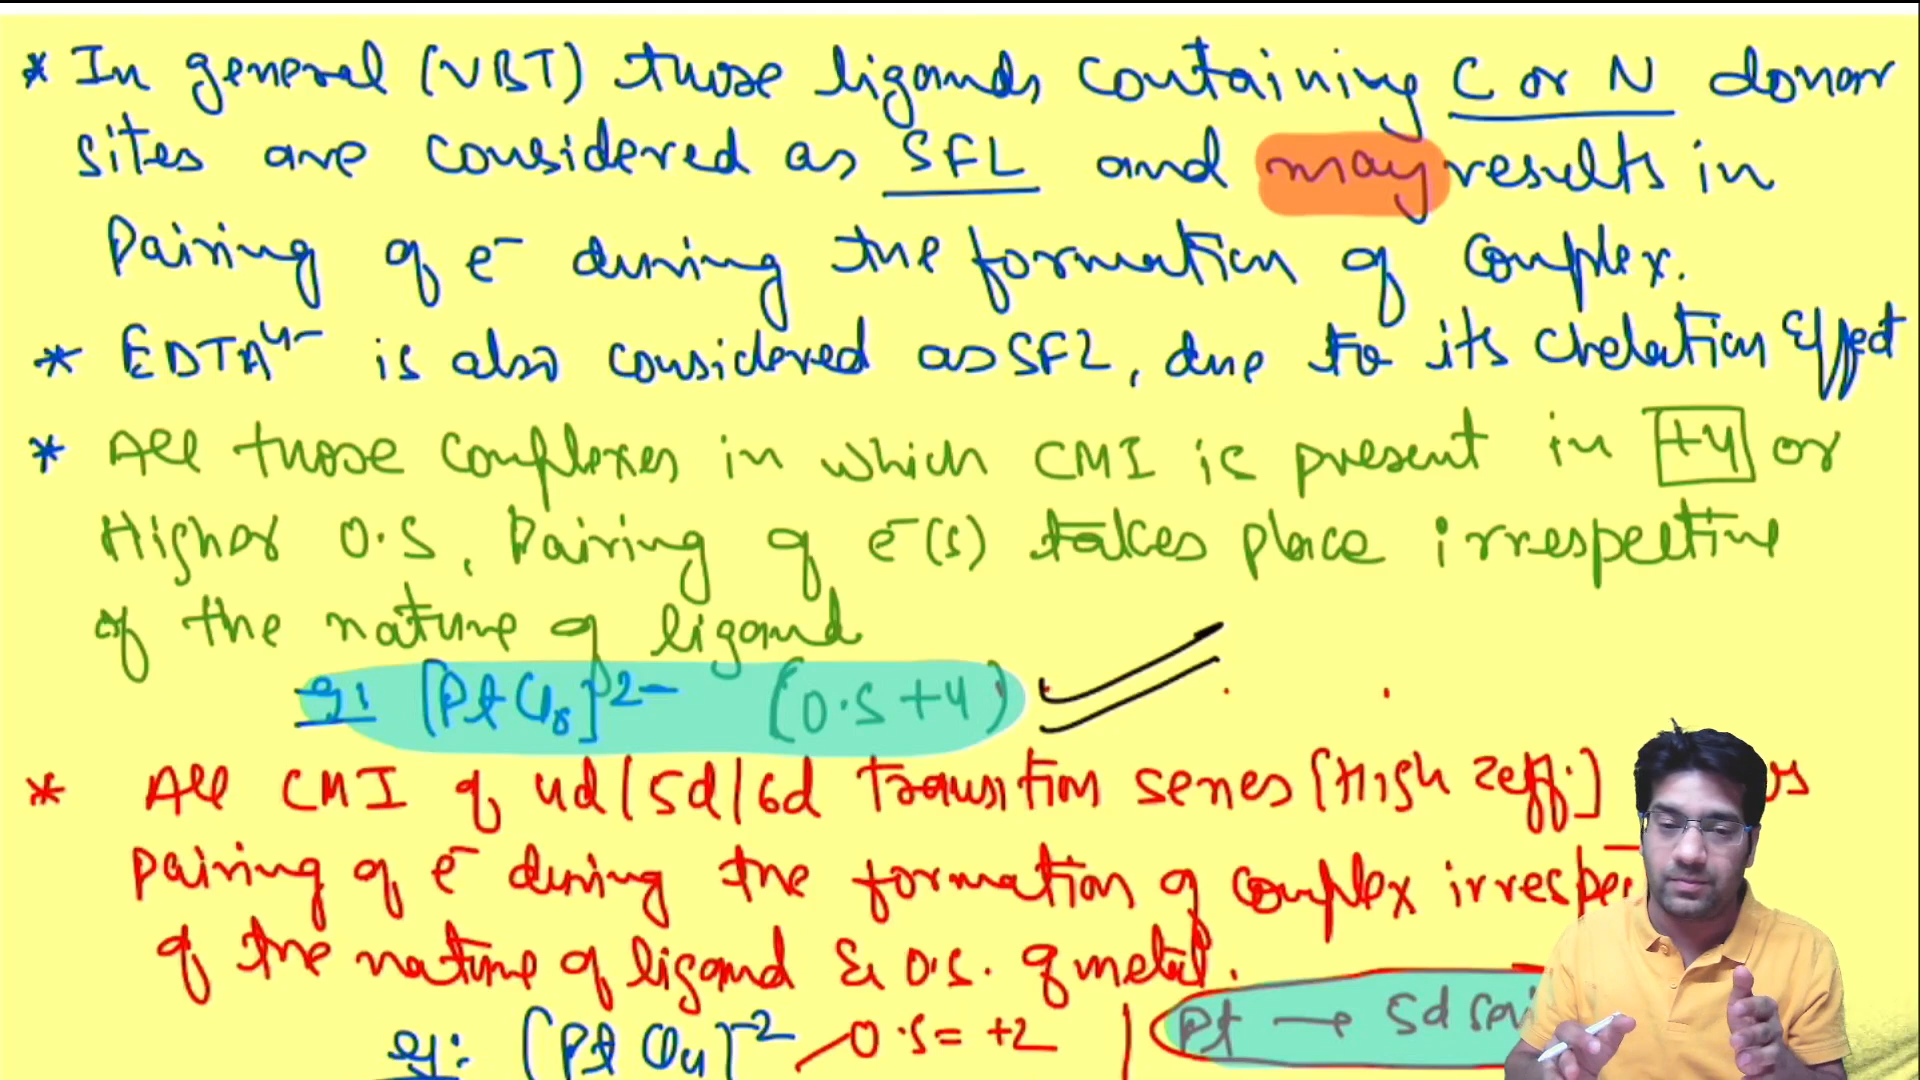 * In general (VBT) those ligands containing C or N donor
sites are considered as SFL and may results in
Pairing of e⁻ during the formation of complex.
* EDTA⁴⁻ is also considered as SFL, due to its chelation effect
* All those complexes in which CMI is present in +4 or
Higher O.S, Pairing of e⁻(s) takes place irrespective
of the nature of ligand
eg: [PtCl₆]²⁻ (O.S +4)
* All CMI of 4d/5d/6d transition series [High Zeff.]
pairing of e⁻ during the formation of complex
of the nature of ligand & O.S. of metal.
eg: [PtCl₄]⁻² O.S = +2
Pt → 5d